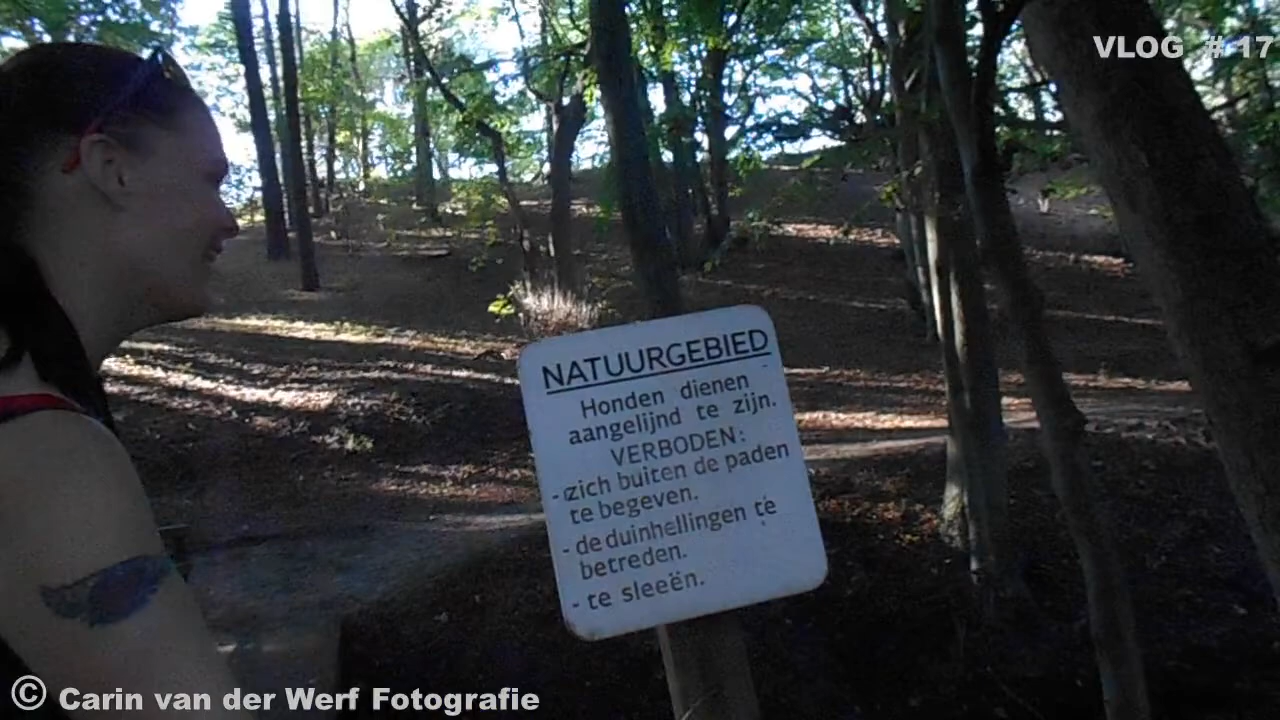 VLOG # 17
NATUURGEBIED
Honden dienen
aangelijnd te zijn.
VERBODEN:
- zich buiten de paden
te begeven.
- de duinhellingen te
betreden.
- te sleeën.
© Carin van der Werf Fotografie